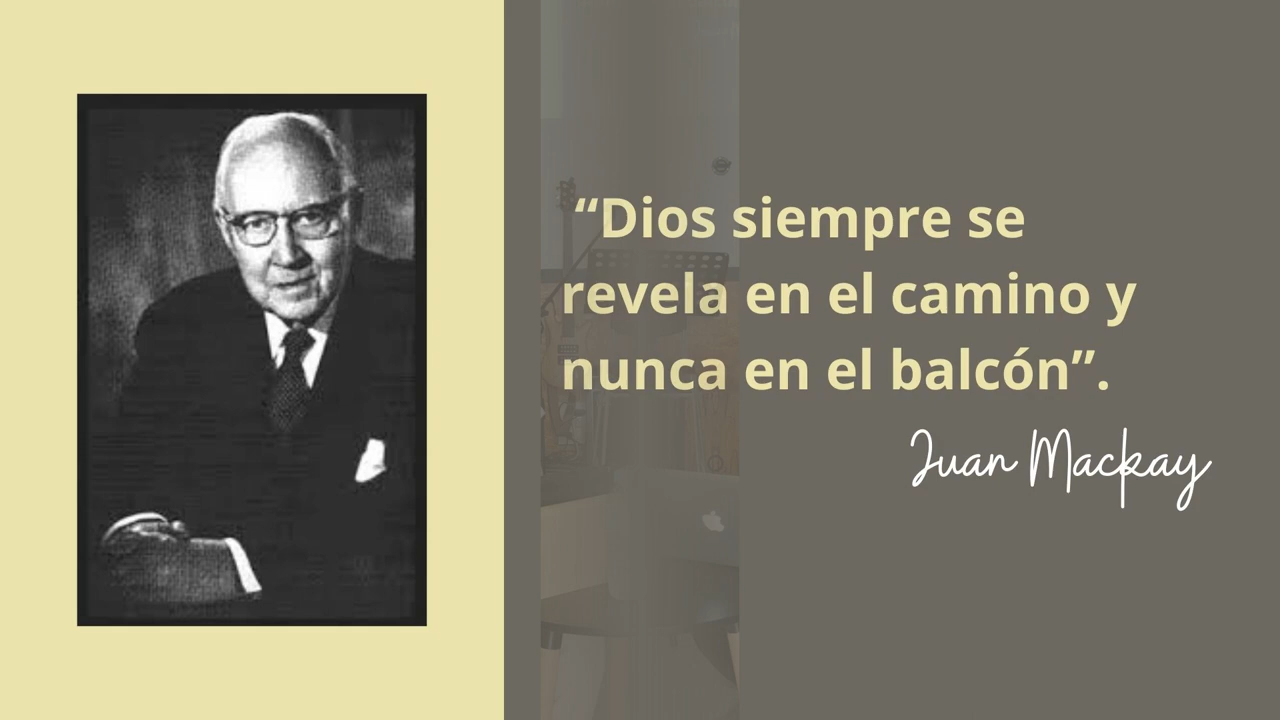 “Dios siempre se
revela en el camino y
nunca en el balcón”.
Juan Mackay